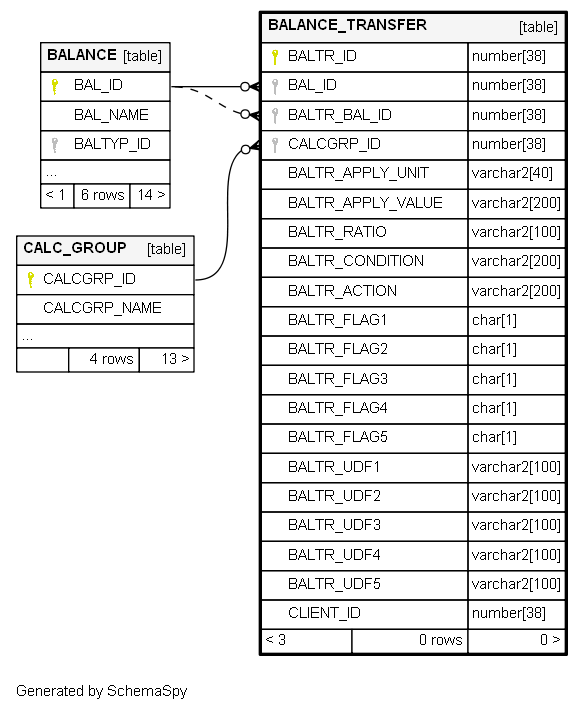 BALANCE [table]
BAL_ID
BAL_NAME
BALTYP_ID
...
< 1 6 rows 14 >
CALC_GROUP [table]
CALCGRP_ID
CALCGRP_NAME
...
4 rows 13 >
BALANCE_TRANSFER [table]
BALTR_ID number[38]
BAL_ID number[38]
BALTR_BAL_ID number[38]
CALCGRP_ID number[38]
BALTR_APPLY_UNIT varchar2[40]
BALTR_APPLY_VALUE varchar2[200]
BALTR_RATIO varchar2[100]
BALTR_CONDITION varchar2[200]
BALTR_ACTION varchar2[200]
BALTR_FLAG1 char[1]
BALTR_FLAG2 char[1]
BALTR_FLAG3 char[1]
BALTR_FLAG4 char[1]
BALTR_FLAG5 char[1]
BALTR_UDF1 varchar2[100]
BALTR_UDF2 varchar2[100]
BALTR_UDF3 varchar2[100]
BALTR_UDF4 varchar2[100]
BALTR_UDF5 varchar2[100]
CLIENT_ID number[38]
< 3 0 rows 0 >
Generated by SchemaSpy